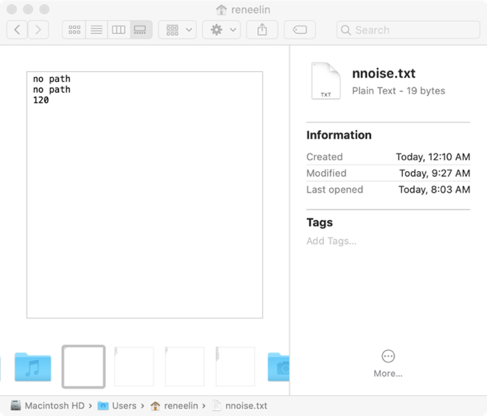 reneelin
Search
no path
no path
120
TXT
nnoise.txt
Plain Text - 19 bytes
Information
Created Today, 12:10 AM
Modified Today, 9:27 AM
Last opened Today, 8:03 AM
Tags
Add Tags...
More...
Macintosh HD › Users › reneelin › nnoise.txt